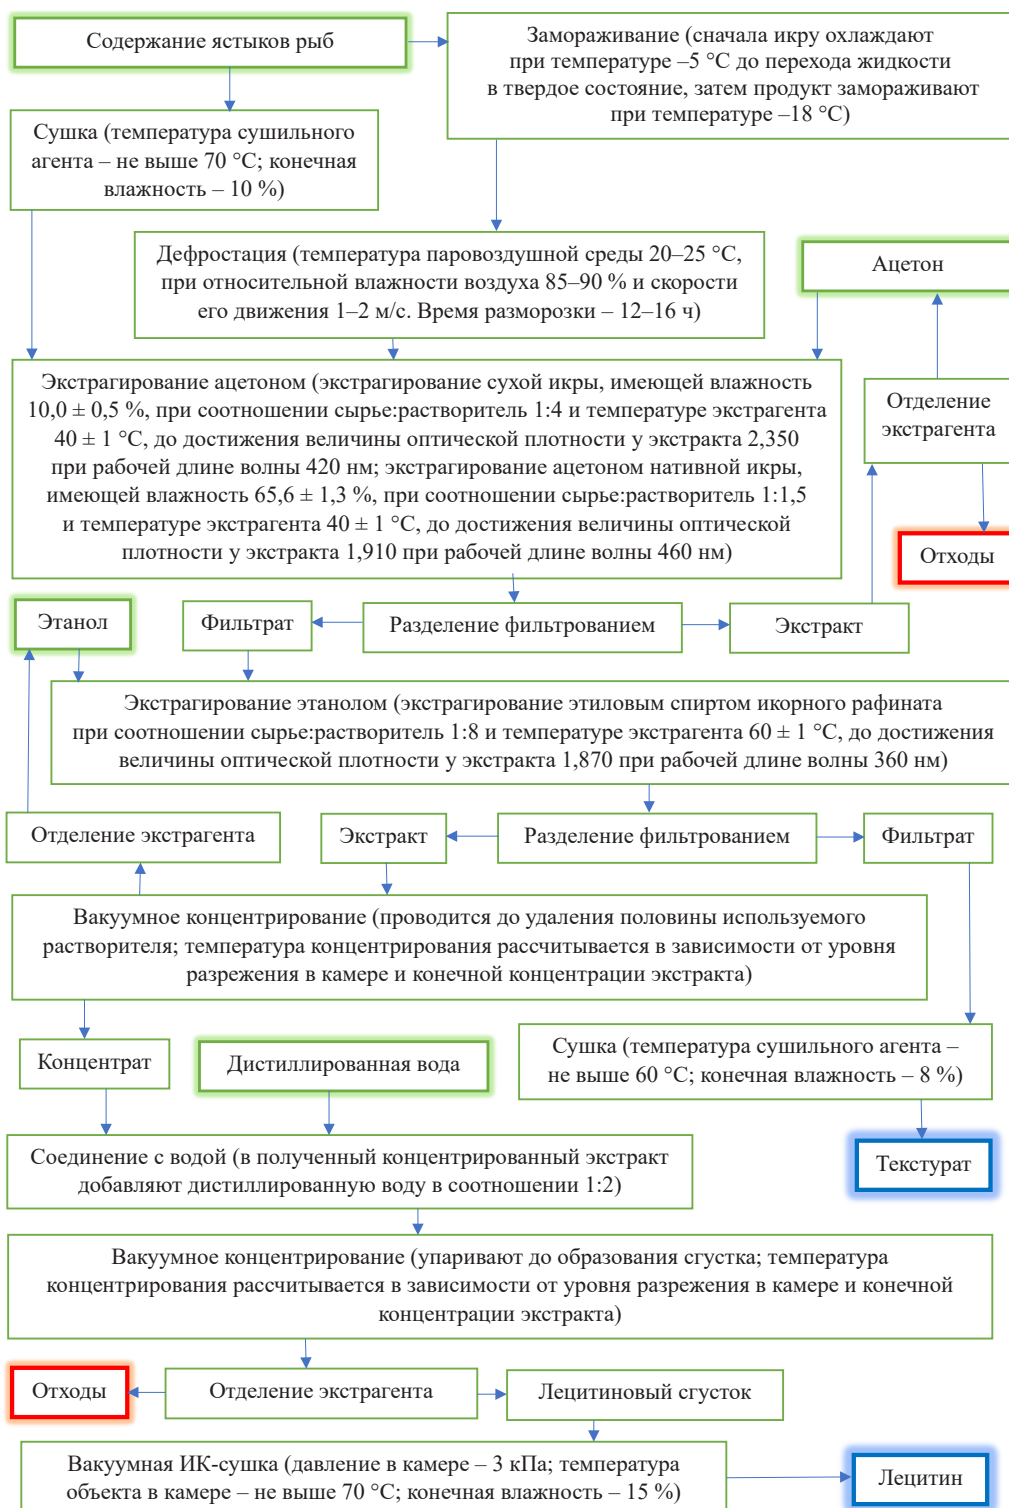 Содержание ястыков рыб
Замораживание (сначала икру охлаждают
при температуре –5 °С до перехода жидкости
в твердое состояние, затем продукт замораживают
при температуре –18 °С)
Сушка (температура сушильного
агента – не выше 70 °С; конечная
влажность – 10 %)
Дефростация (температура паровоздушной среды 20–25 °С,
при относительной влажности воздуха 85–90 % и скорости
его движения 1–2 м/с. Время разморозки – 12–16 ч)
Ацетон
Экстрагирование ацетоном (экстрагирование сухой икры, имеющей влажность
10,0 ± 0,5 %, при соотношении сырье:растворитель 1:4 и температуре экстрагента
40 ± 1 °С, до достижения величины оптической плотности у экстракта 2,350
при рабочей длине волны 420 нм; экстрагирование ацетоном нативной икры,
имеющей влажность 65,6 ± 1,3 %, при соотношении сырье:растворитель 1:1,5
и температуре экстрагента 40 ± 1 °С, до достижения величины оптической
плотности у экстракта 1,910 при рабочей длине волны 460 нм)
Отделение
экстрагента
Отходы
Этанол
Фильтрат
Разделение фильтрованием
Экстракт
Экстрагирование этанолом (экстрагирование этиловым спиртом икорного рафината
при соотношении сырье:растворитель 1:8 и температуре экстрагента 60 ± 1 °С, до достижения
величины оптической плотности у экстракта 1,870 при рабочей длине волны 360 нм)
Отделение экстрагента
Экстракт
Разделение фильтрованием
Фильтрат
Вакуумное концентрирование (проводится до удаления половины используемого
растворителя; температура концентрирования рассчитывается в зависимости от уровня
разрежения в камере и конечной концентрации экстракта)
Концентрат
Дистиллированная вода
Сушка (температура сушильного агента –
не выше 60 °С; конечная влажность – 8 %)
Соединение с водой (в полученный концентрированный экстракт
добавляют дистиллированную воду в соотношении 1:2)
Текстурат
Вакуумное концентрирование (упаривают до образования сгустка; температура
концентрирования рассчитывается в зависимости от уровня разрежения в камере и конечной
концентрации экстракта)
Отходы
Отделение экстрагента
Лецитиновый сгусток
Вакуумная ИК-сушка (давление в камере – 3 кПа; температура
объекта в камере – не выше 70 °С; конечная влажность – 15 %)
Лецитин